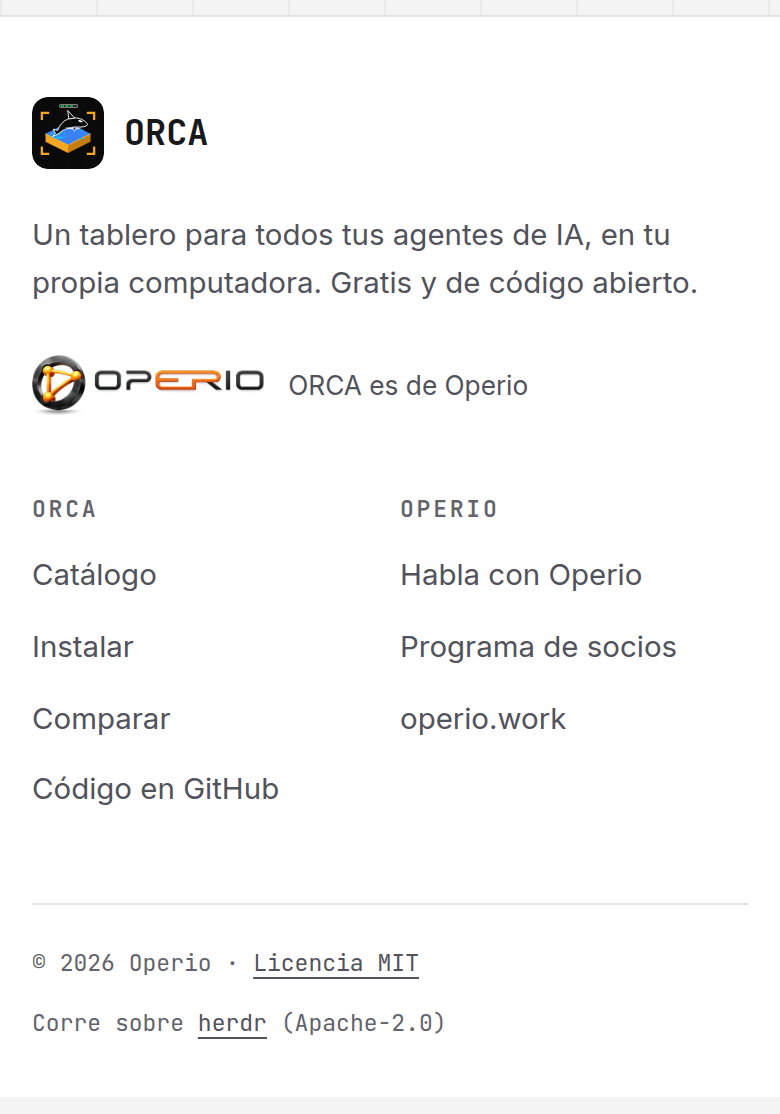 ORCA
Un tablero para todos tus agentes de IA, en tu
propia computadora. Gratis y de código abierto.
OPERIO ORCA es de Operio
ORCA
Catálogo
Instalar
Comparar
Código en GitHub
OPERIO
Habla con Operio
Programa de socios
operio.work
© 2026 Operio · Licencia MIT
Corre sobre herdr (Apache-2.0)